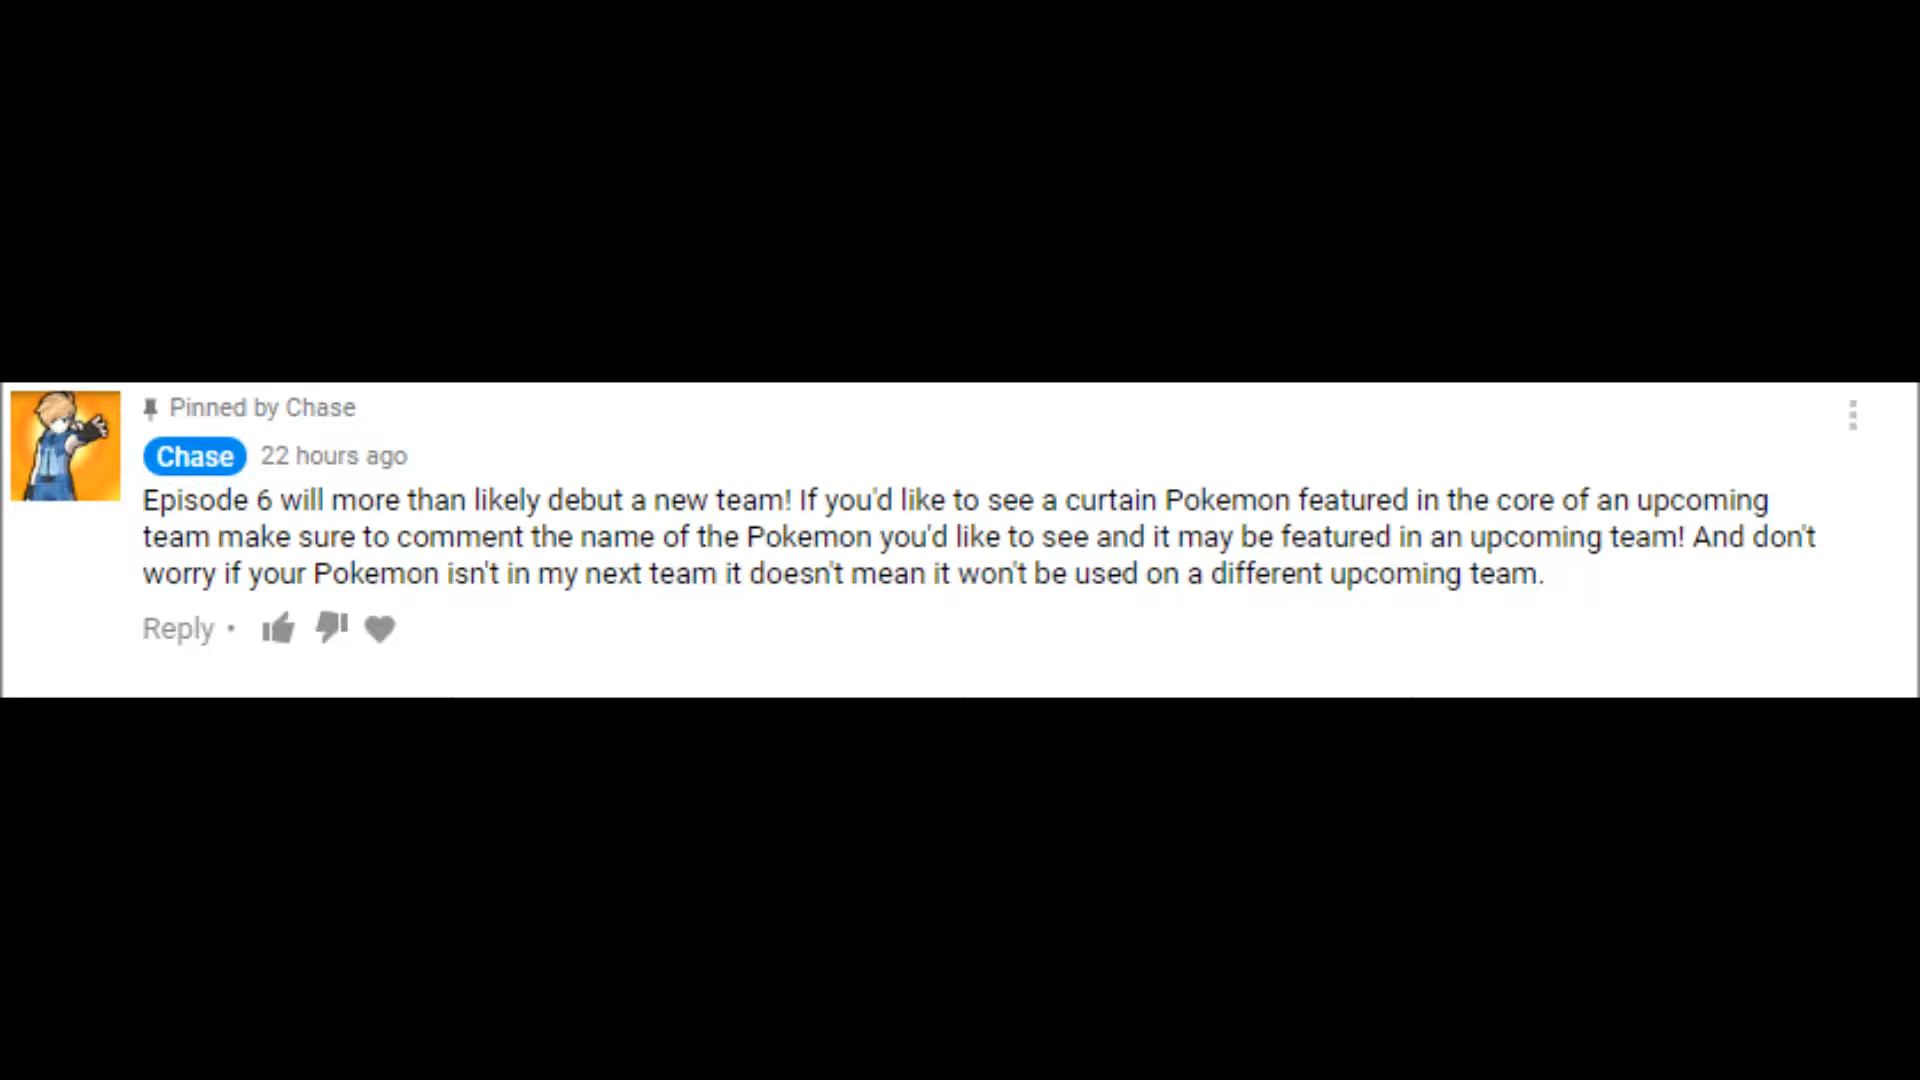 Pinned by Chase
Chase 22 hours ago
Episode 6 will more than likely debut a new team! If you'd like to see a curtain Pokemon featured in the core of an upcoming
team make sure to comment the name of the Pokemon you'd like to see and it may be featured in an upcoming team! And don't
worry if your Pokemon isn't in my next team it doesn't mean it won't be used on a different upcoming team.
Reply •